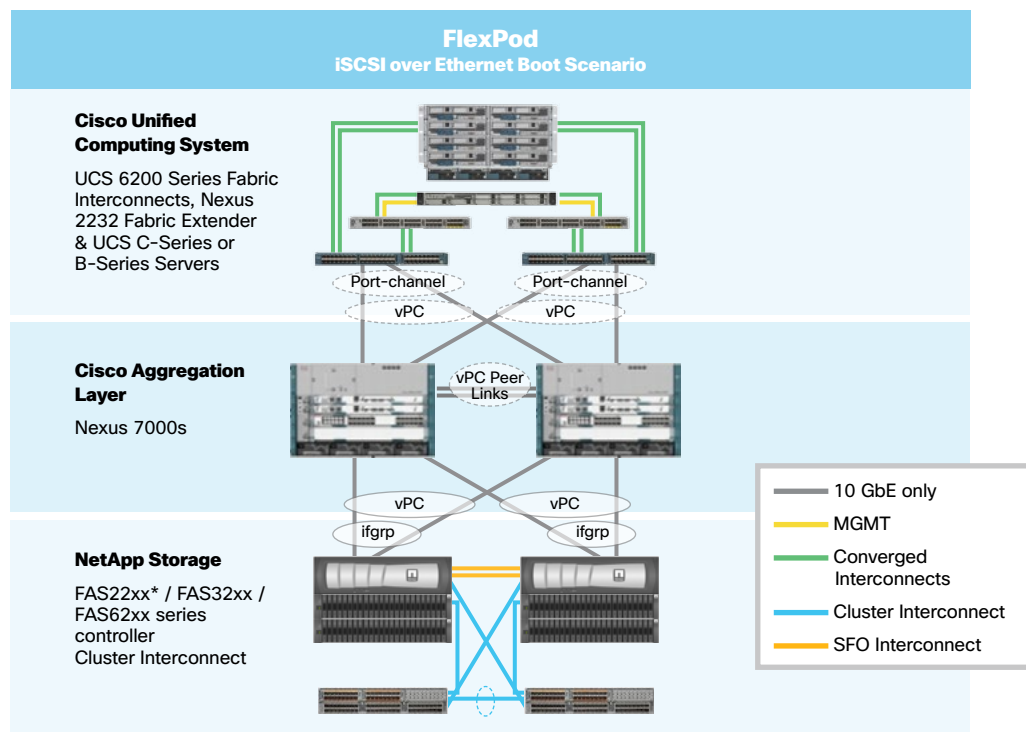 FlexPod
iSCSI over Ethernet Boot Scenario
Cisco Unified
Computing System
UCS 6200 Series Fabric
Interconnects, Nexus
2232 Fabric Extender
& UCS C-Series or
B-Series Servers
Port-channel
Port-channel
vPC
vPC
Cisco Aggregation
Layer
Nexus 7000s
vPC Peer
Links
vPC
vPC
ifgrp
ifgrp
NetApp Storage
FAS22xx* / FAS32xx /
FAS62xx series
controller
Cluster Interconnect
10 GbE only
MGMT
Converged
Interconnects
Cluster Interconnect
SFO Interconnect